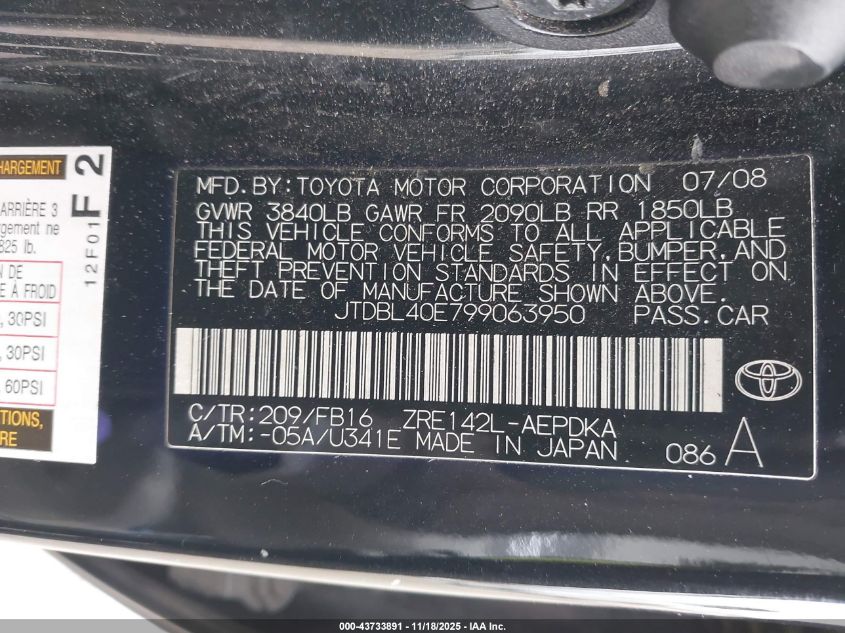 CHARGEMENT
ARRIÈRE 3
rgement ne
825 lb.
N DE
E À FROID
, 30PSI
, 30PSI
, 60PSI
TIONS,
RE
F 2
12F01
MFD.BY:TOYOTA MOTOR CORPORATION 07/08
GVWR 3840LB GAWR FR 2090LB RR 1850LB
THIS VEHICLE CONFORMS TO ALL APPLICABLE
FEDERAL MOTOR VEHICLE SAFETY,BUMPER,AND
THEFT PREVENTION STANDARDS IN EFFECT ON
THE DATE OF MANUFACTURE SHOWN ABOVE.
JTDBL40E799063950 PASS.CAR
C/TR:209/FB16 ZRE142L-AEPDKA
A/TM:-05A/U341E MADE IN JAPAN
086 A
000-43733891 | 11/18/2025 - IAA Inc.